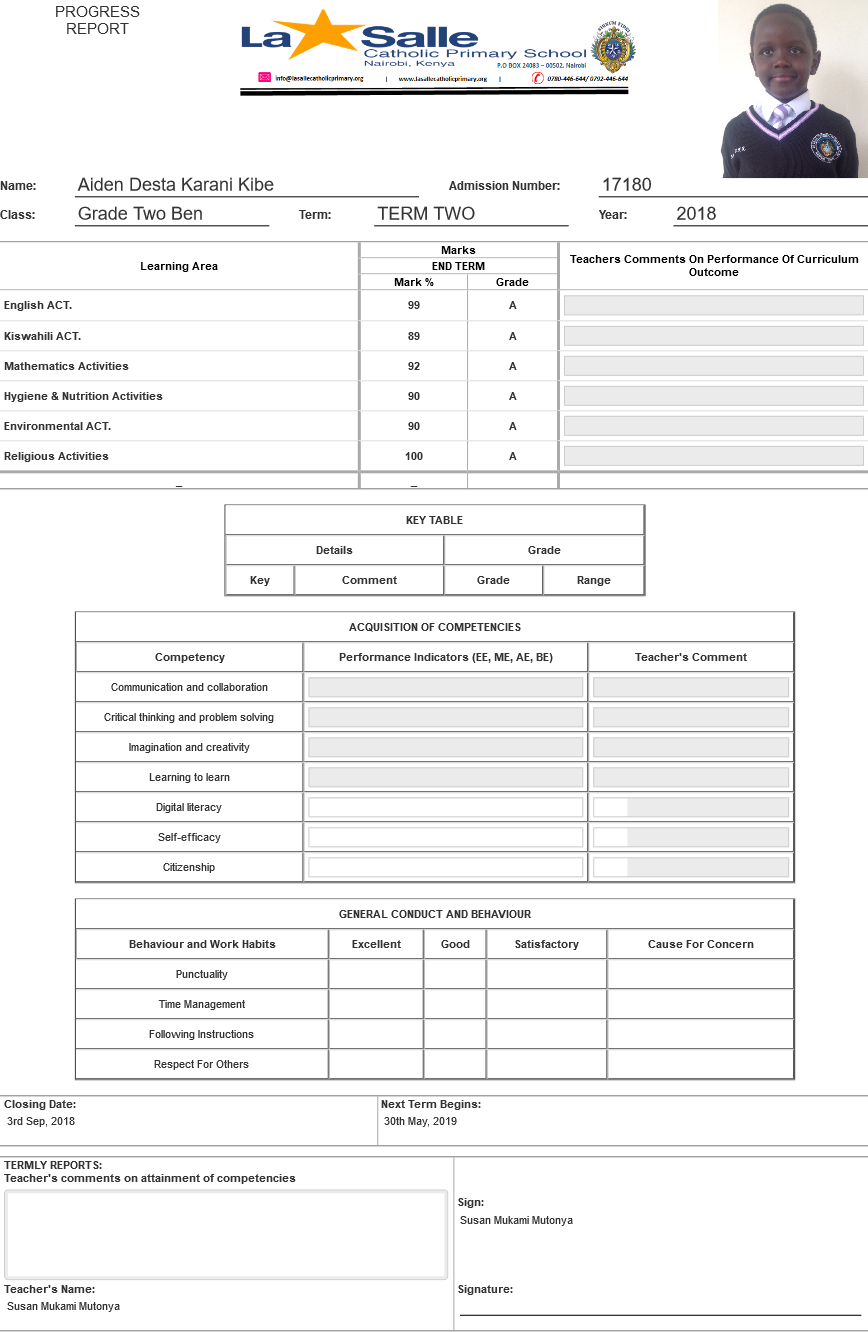 PROGRESS
REPORT
La Salle
Catholic Primary School
Nairobi, Kenya
P.O BOX 24083 – 00502, Nairobi
info@lasallecatholicprimary.org | www.lasallecatholicprimary.org | 0780-446-644/ 0792-446-644
Name: Aiden Desta Karani Kibe Admission Number: 17180
Class: Grade Two Ben Term: TERM TWO Year: 2018
Learning Area Marks Teachers Comments On Performance Of Curriculum Outcome
END TERM
Mark % Grade
English ACT. 99 A
Kiswahili ACT. 89 A
Mathematics Activities 92 A
Hygiene & Nutrition Activities 90 A
Environmental ACT. 90 A
Religious Activities 100 A
_ _
KEY TABLE
Details Grade
Key Comment Grade Range
ACQUISITION OF COMPETENCIES
Competency Performance Indicators (EE, ME, AE, BE) Teacher's Comment
Communication and collaboration
Critical thinking and problem solving
Imagination and creativity
Learning to learn
Digital literacy
Self-efficacy
Citizenship
GENERAL CONDUCT AND BEHAVIOUR
Behaviour and Work Habits Excellent Good Satisfactory Cause For Concern
Punctuality
Time Management
Following Instructions
Respect For Others
Closing Date: Next Term Begins:
3rd Sep, 2018 30th May, 2019
TERMLY REPORTS:
Teacher's comments on attainment of competencies
Sign:
Susan Mukami Mutonya
Teacher's Name: Signature:
Susan Mukami Mutonya